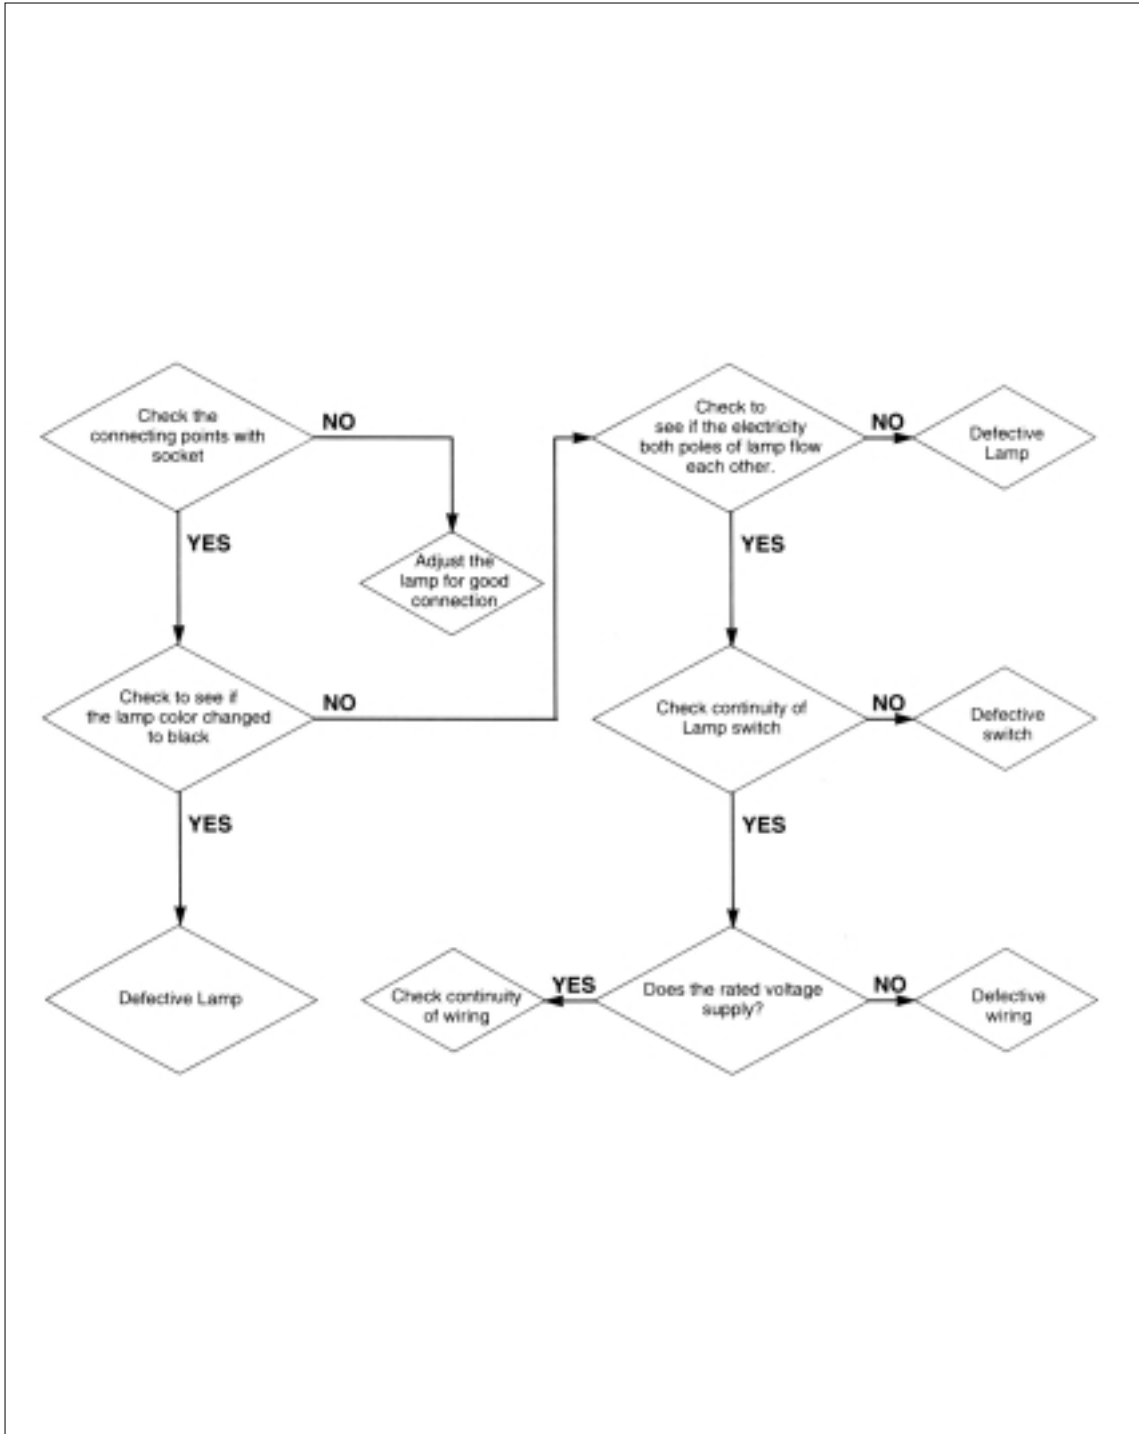 Check the
connecting points with
socket
NO
YES
Adjust the
lamp for good
connection
Check to see if
the lamp color changed
to black
NO
YES
Defective Lamp
Check to
see if the electricity
both poles of lamp flow
each other.
NO
Defective
Lamp
YES
Check continuity of
Lamp switch
NO
Defective
switch
YES
Does the rated voltage
supply?
YES
Check continuity
of wiring
NO
Defective
wiring